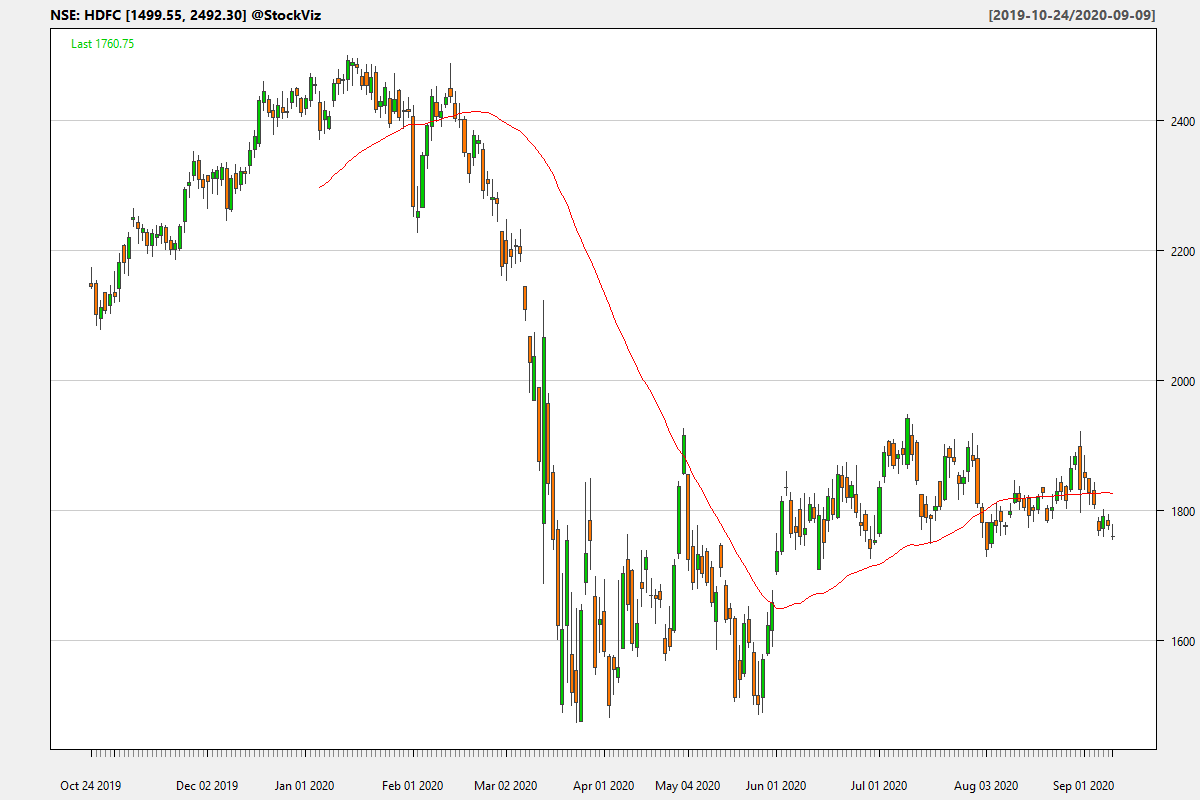 NSE: HDFC [1499.55, 2492.30] @StockViz
[2019-10-24/2020-09-09]
Last 1760.75
2400
2200
2000
1800
1600
Oct 24 2019
Dec 02 2019
Jan 01 2020
Feb 01 2020
Mar 02 2020
Apr 01 2020
May 04 2020
Jun 01 2020
Jul 01 2020
Aug 03 2020
Sep 01 2020